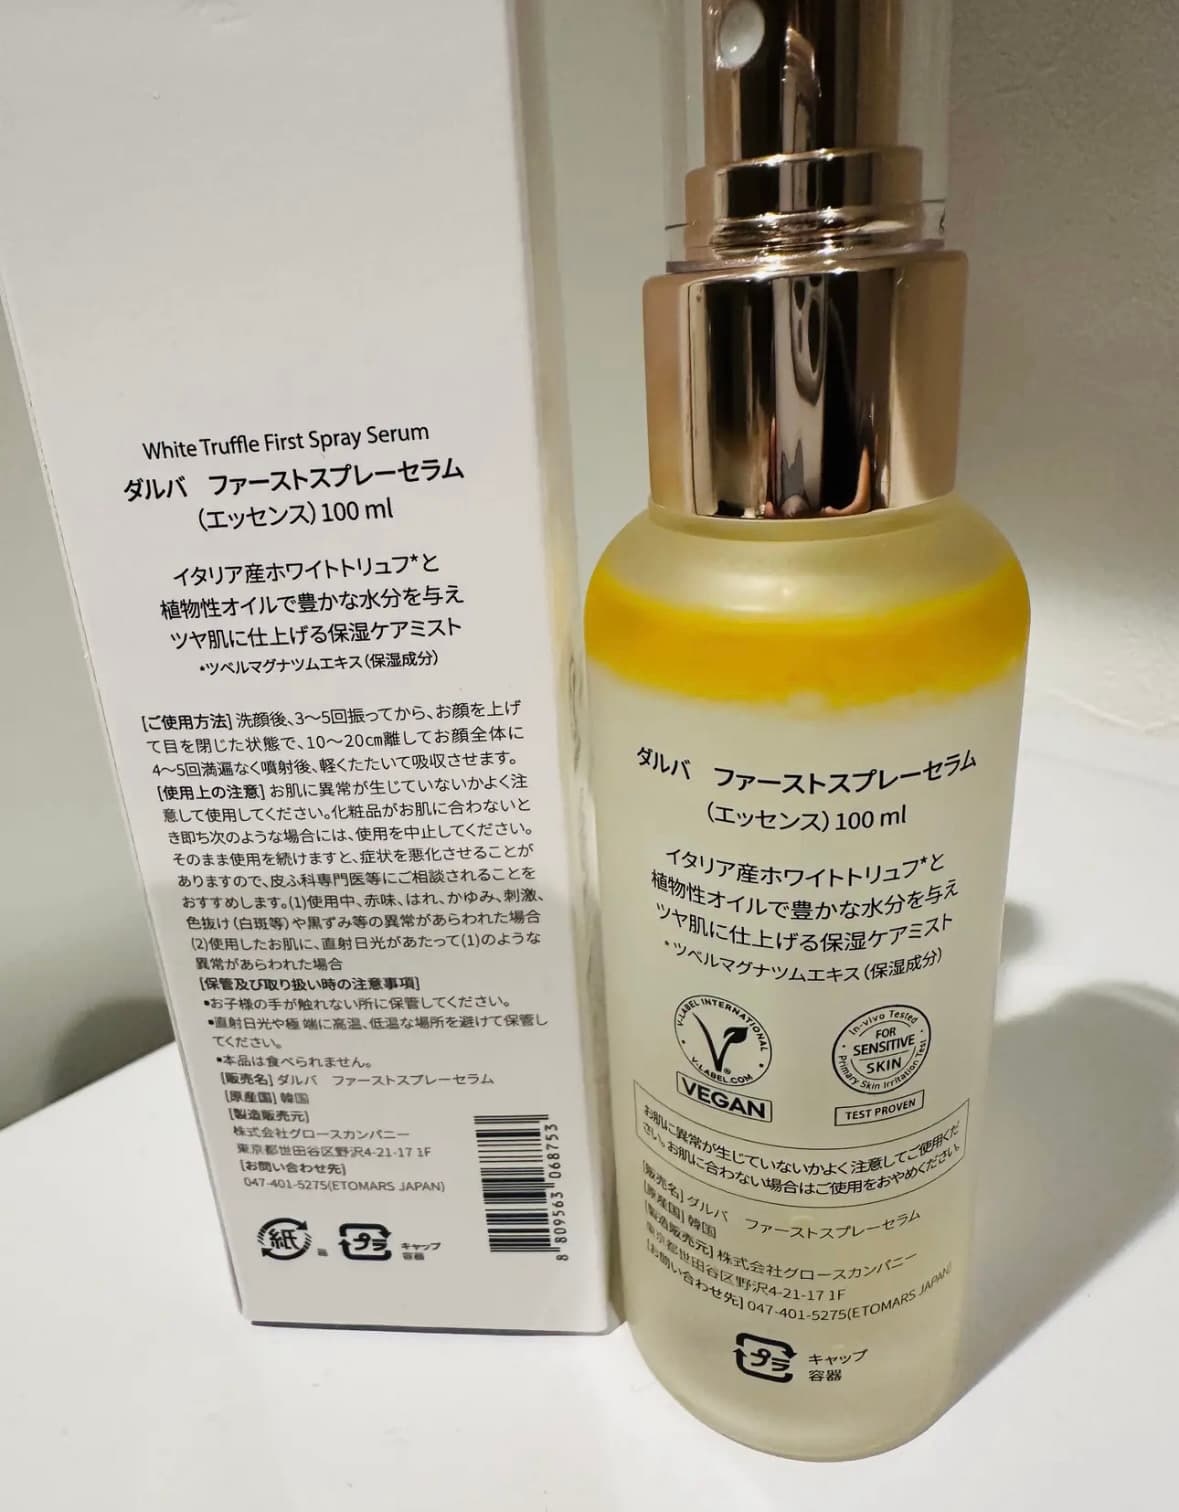 White Truffle First Spray Serum
ダルバ　ファーストスプレーセラム
（エッセンス）100 ml
イタリア産ホワイトトリュフ*と
植物性オイルで豊かな水分を与え
ツヤ肌に仕上げる保湿ケアミスト
*ツベルマグナツムエキス（保湿成分）
[ご使用方法] 洗顔後、3～5回振ってから、お顔を上げ
て目を閉じた状態で、10～20cm離してお顔全体に
4～5回満遍なく噴射後、軽くたたいて吸収させます。
[使用上の注意] お肌に異常が生じていないかよく注
意して使用してください。化粧品がお肌に合わないと
き即ち次のような場合には、使用を中止してください。
そのまま使用を続けますと、症状を悪化させることが
ありますので、皮ふ科専門医等にご相談されることを
おすすめします。(1)使用中、赤味、はれ、かゆみ、刺激、
色抜け（白斑等）や黒ずみ等の異常があらわれた場合
(2)使用したお肌に、直射日光があたって(1)のような
異常があらわれた場合
[保管及び取り扱い時の注意事項]
•お子様の手が触れない所に保管してください。
•直射日光や極端に高温、低温な場所を避けて保管し
てください。
•本品は食べられません。
[販売名] ダルバ　ファーストスプレーセラム
[原産国] 韓国
[製造販売元]
株式会社グロースカンパニー
東京都世田谷区野沢4-21-17 1F
[お問い合わせ先]
047-401-5275(ETOMARS JAPAN)
紙
プラ
キャップ
容器
8 809563 068753
ダルバ　ファーストスプレーセラム
（エッセンス）100 ml
イタリア産ホワイトトリュフ*と
植物性オイルで豊かな水分を与え
ツヤ肌に仕上げる保湿ケアミスト
*ツベルマグナツムエキス（保湿成分）
V-LABEL INTERNATIONAL
V-LABEL.COM
VEGAN
In-vivo Tested
FOR
SENSITIVE
SKIN
Primary Skin Irritation Test
TEST PROVEN
お肌に異常が生じていないかよく注意してご使用くだ
さい。お肌に合わない場合はご使用をおやめください。
[販売名] ダルバ　ファーストスプレーセラム
[原産国] 韓国
[製造販売元] 株式会社グロースカンパニー
東京都世田谷区野沢4-21-17 1F
[お問い合わせ先] 047-401-5275(ETOMARS JAPAN)
プラ
キャップ
容器